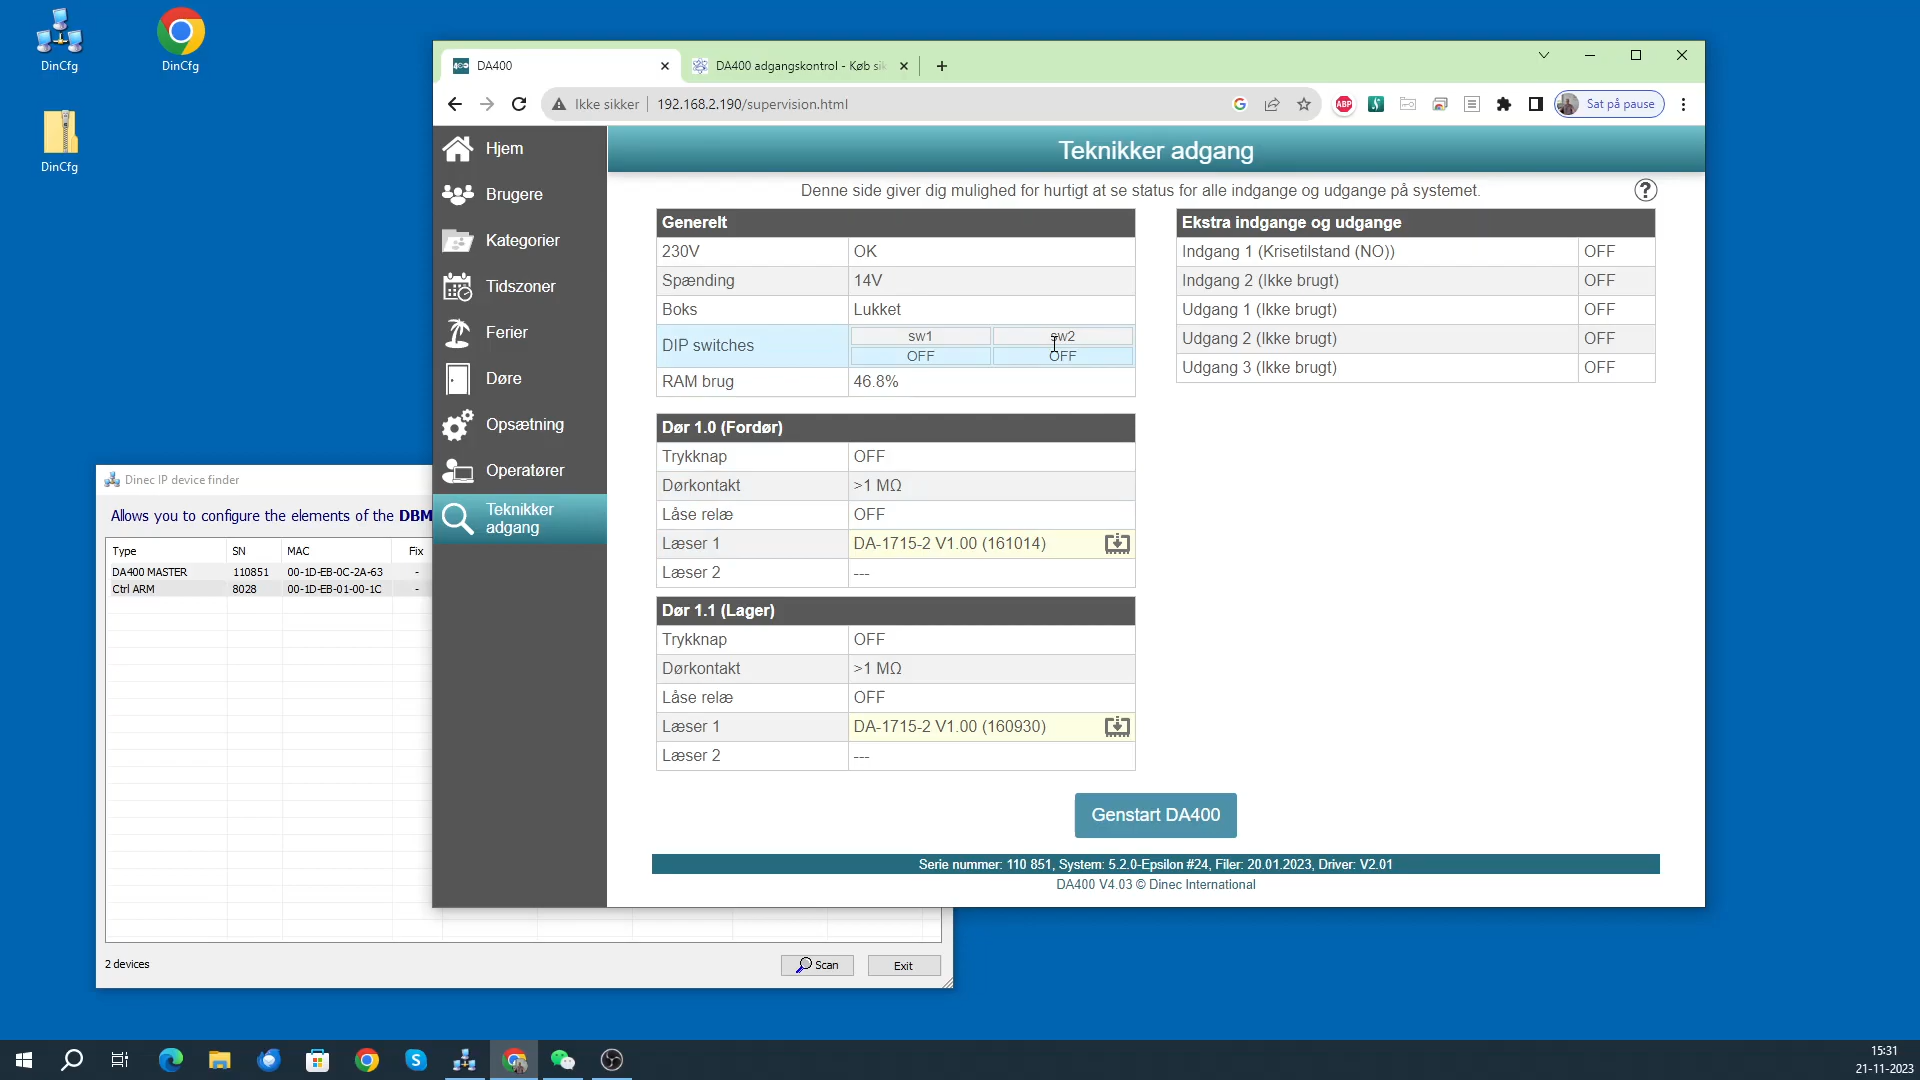 DinCfg
DinCfg
DinCfg
DA400
DA400 adgangskontrol - Køb sik
Ikke sikker
192.168.2.190/supervision.html
ABP
Sat på pause
Hjem
Brugere
Kategorier
Tidszoner
Ferier
Døre
Opsætning
Operatører
Teknikker
adgang
Teknikker adgang
Denne side giver dig mulighed for hurtigt at se status for alle indgange og udgange på systemet.
?
Generelt
230V OK
Spænding 14V
Boks Lukket
DIP switches sw1 sw2
OFF OFF
RAM brug 46.8%
Ekstra indgange og udgange
Indgang 1 (Krisetilstand (NO)) OFF
Indgang 2 (Ikke brugt) OFF
Udgang 1 (Ikke brugt) OFF
Udgang 2 (Ikke brugt) OFF
Udgang 3 (Ikke brugt) OFF
Dør 1.0 (Fordør)
Trykknap OFF
Dørkontakt >1 MΩ
Låse relæ OFF
Læser 1 DA-1715-2 V1.00 (161014)
Læser 2 ---
Dør 1.1 (Lager)
Trykknap OFF
Dørkontakt >1 MΩ
Låse relæ OFF
Læser 1 DA-1715-2 V1.00 (160930)
Læser 2 ---
Genstart DA400
Serie nummer: 110 851, System: 5.2.0-Epsilon #24, Filer: 20.01.2023, Driver: V2.01
DA400 V4.03 © Dinec International
Dinec IP device finder
Allows you to configure the elements of the DBM
Type SN MAC Fix
DA400 MASTER 110851 00-1D-EB-0C-2A-63 -
Ctrl ARM 8028 00-1D-EB-01-00-1C -
2 devices
Scan
Exit
15:31
21-11-2023